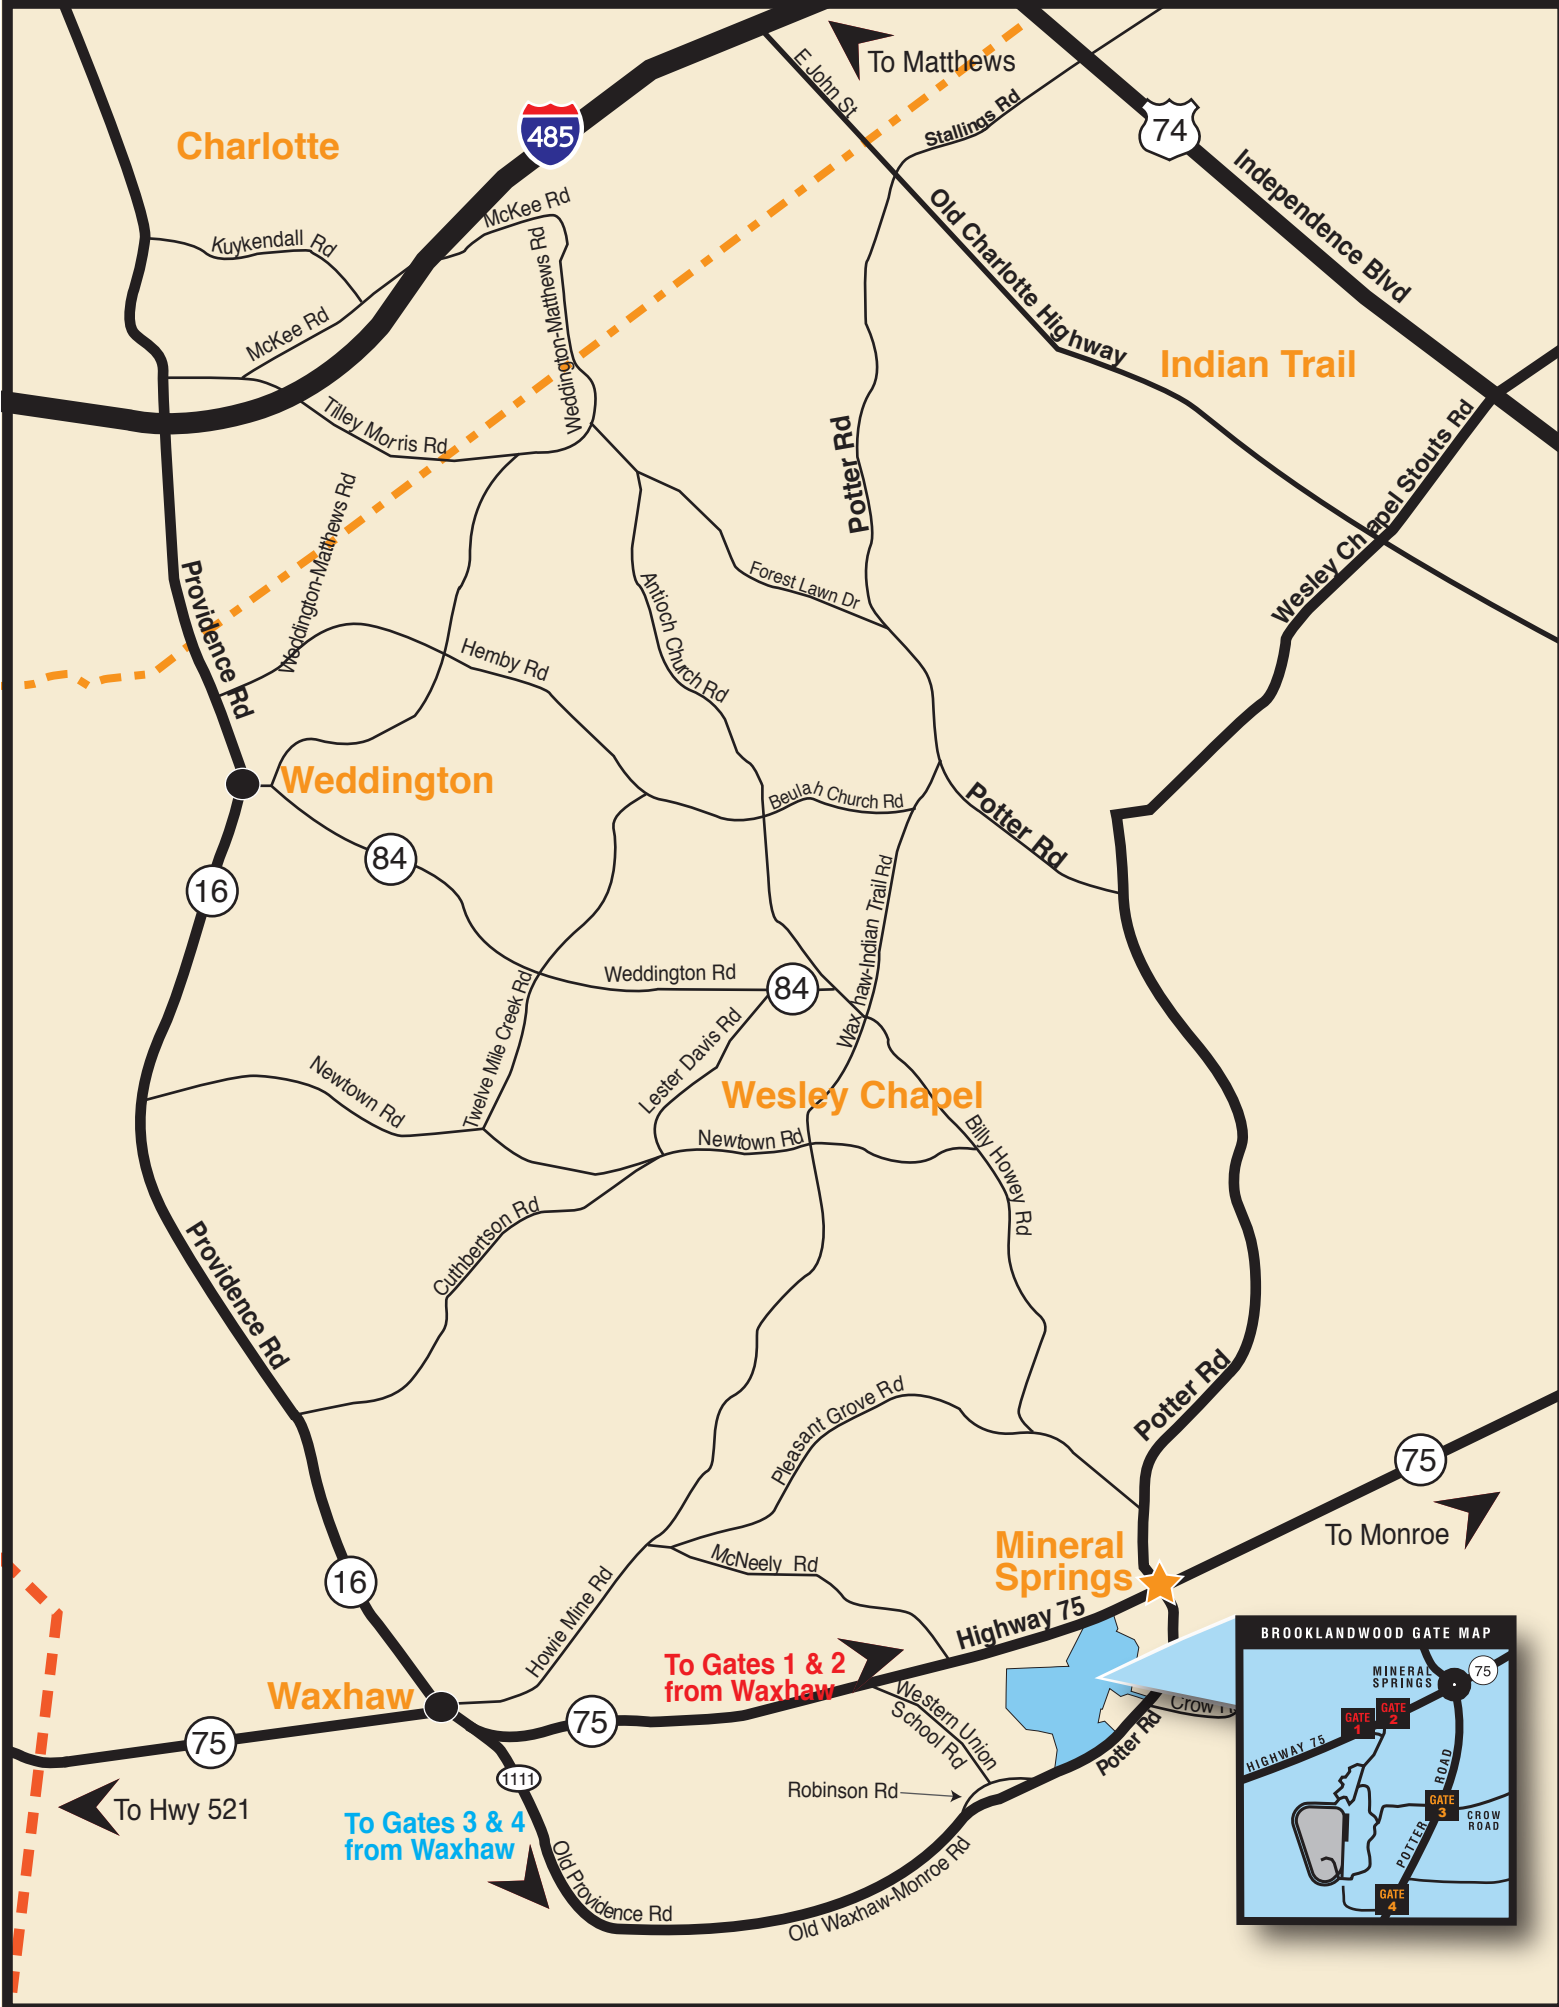 To Matthews
E John St
Stallings Rd
74
485
Charlotte
Independence Blvd
McKee Rd
Old Charlotte Highway
Kuykendall Rd
Weddington-Matthews Rd
McKee Rd
Indian Trail
Tilley Morris Rd
Potter Rd
Wesley Chapel Stouts Rd
Weddington-Matthews Rd
Providence Rd
Forest Lawn Dr
Antioch Church Rd
Hemby Rd
Weddington
Beulah Church Rd
Potter Rd
84
16
Waxhaw-Indian Trail Rd
Weddington Rd
84
Twelve Mile Creek Rd
Lester Davis Rd
Newtown Rd
Wesley Chapel
Newtown Rd
Billy Howey Rd
Cuthbertson Rd
Providence Rd
Potter Rd
Pleasant Grove Rd
75
To Monroe
Mineral
Springs
McNeely Rd
16
Howie Mine Rd
Highway 75
To Gates 1 & 2
from Waxhaw
Waxhaw
75
75
Western Union
School Rd
Crow R
Potter Rd
1111
Robinson Rd
To Hwy 521
To Gates 3 & 4
from Waxhaw
Old Providence Rd
Old Waxhaw-Monroe Rd
BROOKLANDWOOD GATE MAP
MINERAL
SPRINGS
75
GATE
1
GATE
2
HIGHWAY 75
POTTER ROAD
GATE
3
CROW
ROAD
GATE
4